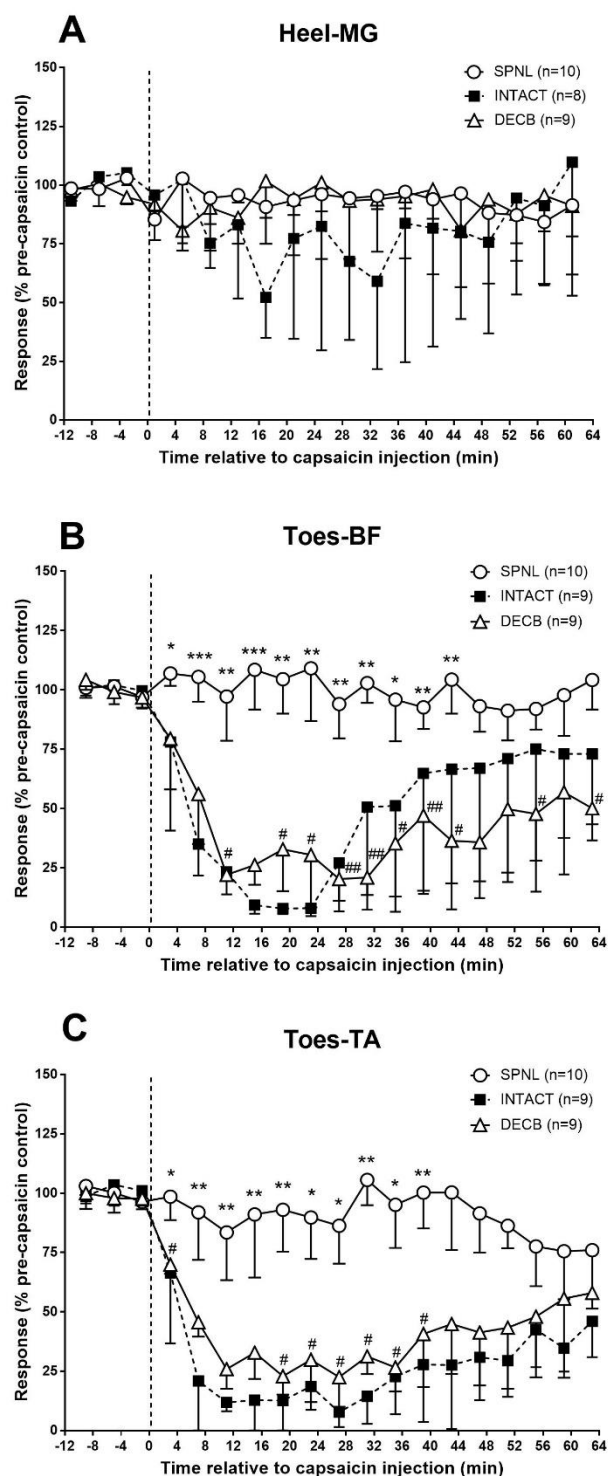 A
Heel-MG
SPNL (n=10)
INTACT (n=8)
DECB (n=9)
Response (% pre-capsaicin control)
150
125
100
75
50
25
0
-12 -8 -4 0 4 8 12 16 20 24 28 32 36 40 44 48 52 56 60 64
Time relative to capsaicin injection (min)
B
Toes-BF
SPNL (n=10)
INTACT (n=9)
DECB (n=9)
Response (% pre-capsaicin control)
150
125
100
75
50
25
0
* *** ** *** ** ** ** ** * ** **
# # # ## ## # ## # # #
-12 -8 -4 0 4 8 12 16 20 24 28 32 36 40 44 48 52 56 60 64
Time relative to capsaicin injection (min)
C
Toes-TA
SPNL (n=10)
INTACT (n=9)
DECB (n=9)
Response (% pre-capsaicin control)
150
125
100
75
50
25
0
* ** ** ** ** * * ** * **
# # # # # # #
-12 -8 -4 0 4 8 12 16 20 24 28 32 36 40 44 48 52 56 60 64
Time relative to capsaicin injection (min)